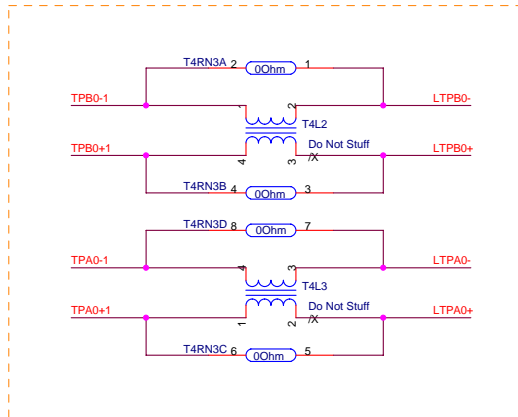 T4RN3A 2 0Ohm 1
TPB0-1 1 2 LTPB0-
T4L2
TPB0+1 4 3 Do Not Stuff LTPB0+
/X
T4RN3B 4 0Ohm 3
T4RN3D 8 0Ohm 7
TPA0-1 4 3 LTPA0-
T4L3
TPA0+1 1 2 Do Not Stuff LTPA0+
/X
T4RN3C 6 0Ohm 5